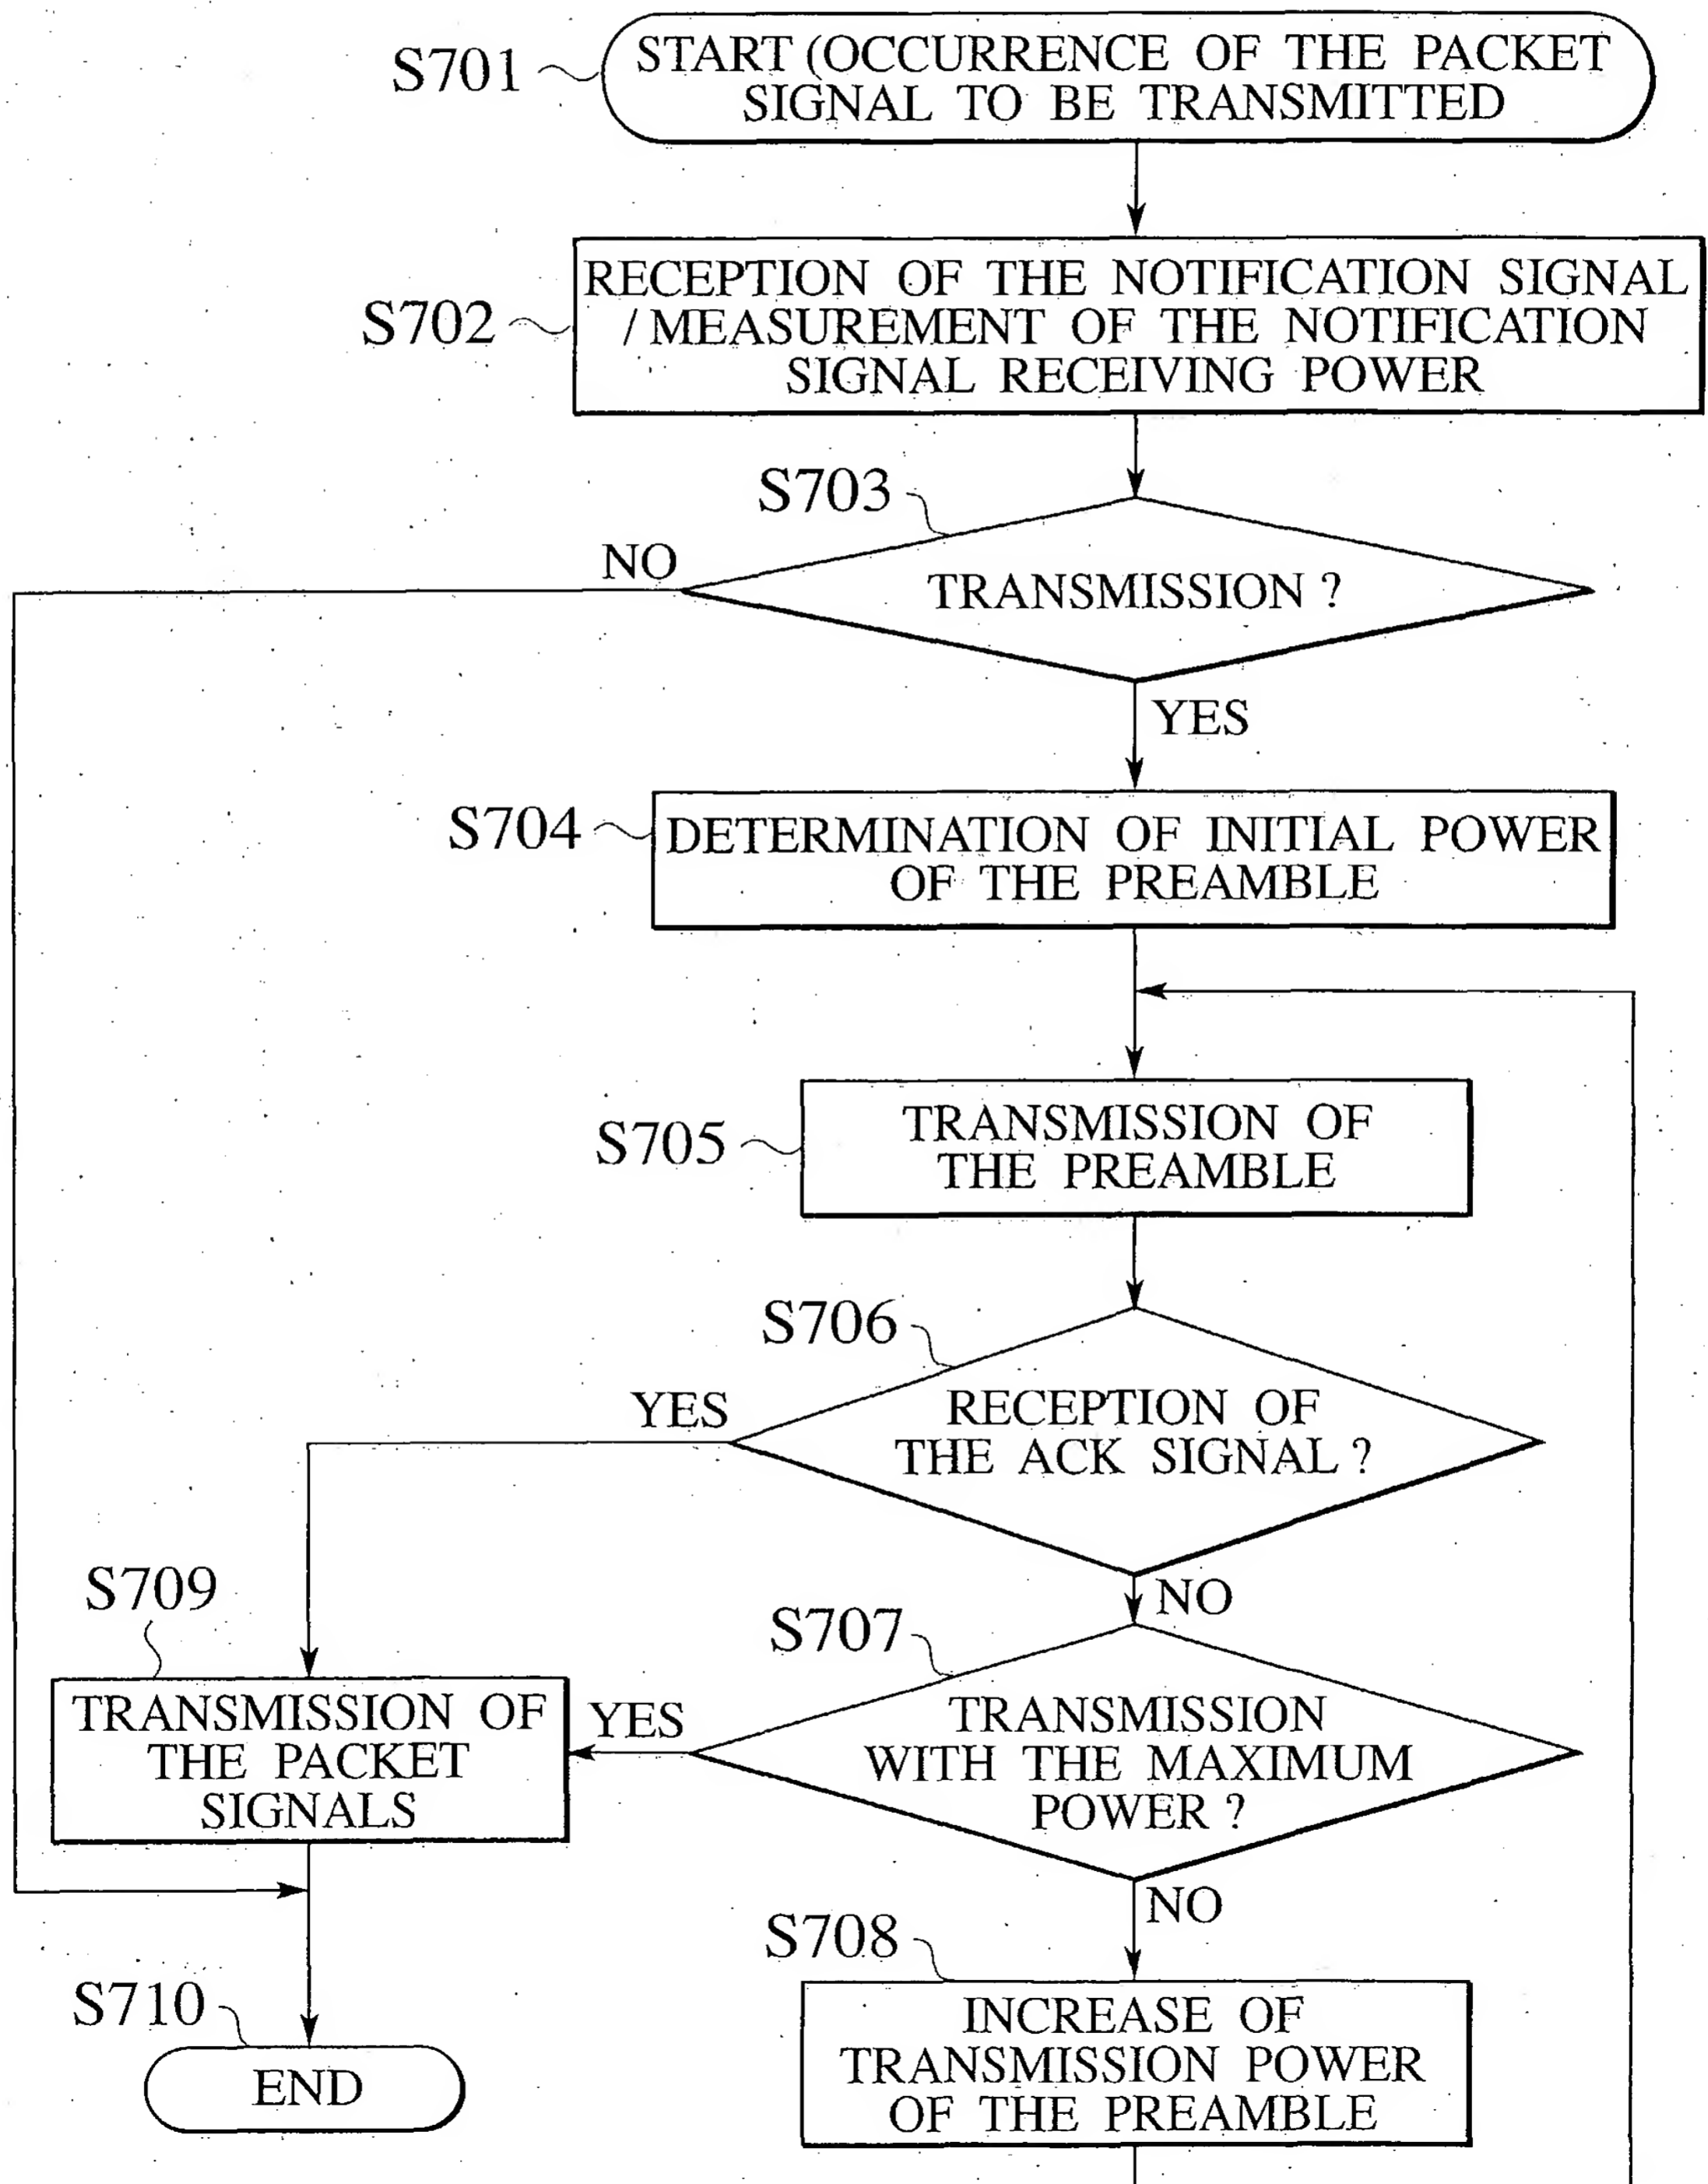 S701
START (OCCURRENCE OF THE PACKET
SIGNAL TO BE TRANSMITTED
S702
RECEPTION OF THE NOTIFICATION SIGNAL
/ MEASUREMENT OF THE NOTIFICATION
SIGNAL RECEIVING POWER
S703
NO
TRANSMISSION ?
YES
S704
DETERMINATION OF INITIAL POWER
OF THE PREAMBLE
S705
TRANSMISSION OF
THE PREAMBLE
S706
YES
RECEPTION OF
THE ACK SIGNAL ?
NO
S709
TRANSMISSION OF
THE PACKET
SIGNALS
S707
YES
TRANSMISSION
WITH THE MAXIMUM
POWER ?
NO
S708
INCREASE OF
TRANSMISSION POWER
OF THE PREAMBLE
S710
END